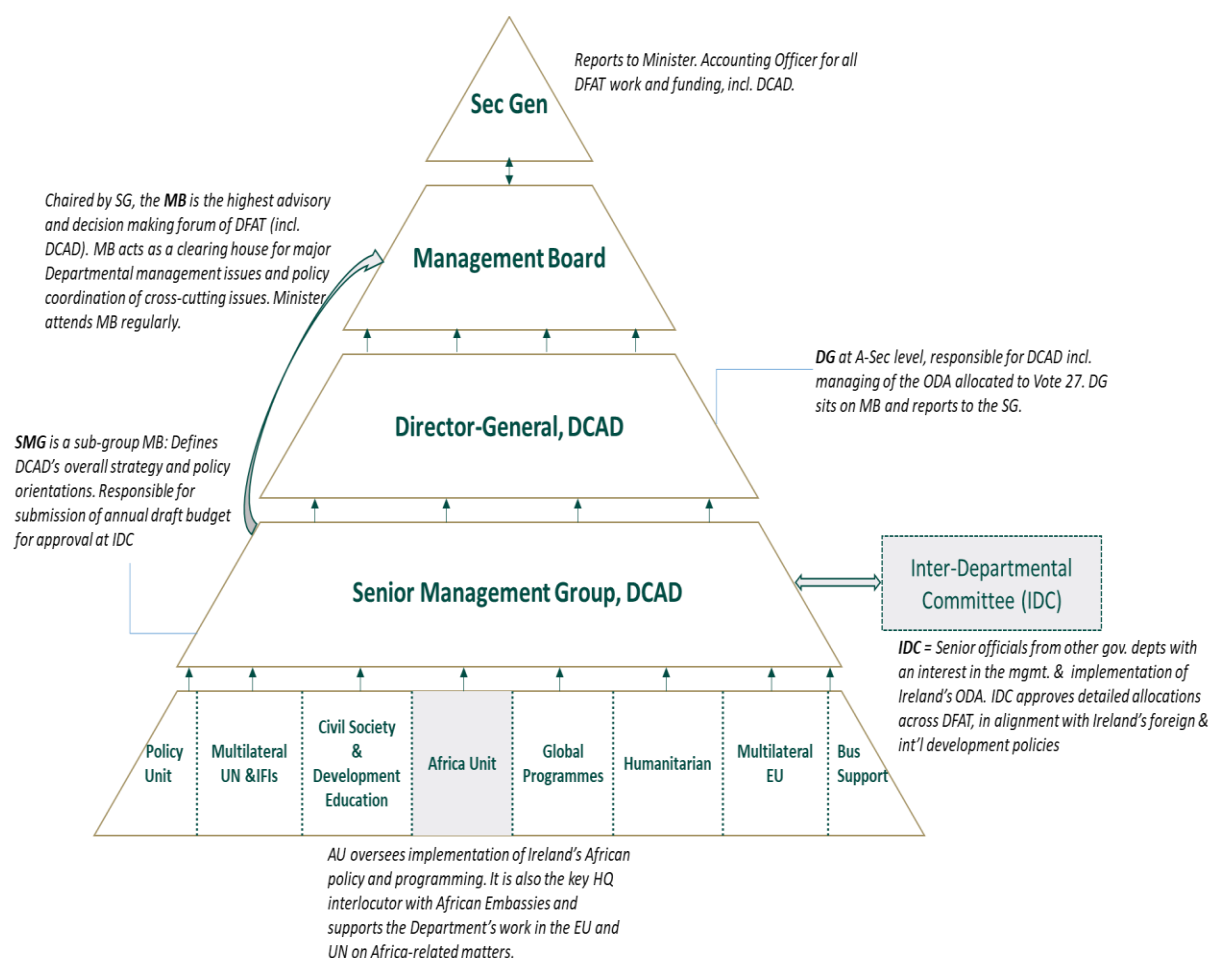 Reports to Minister. Accounting Officer for all
DFAT work and funding, incl. DCAD.
Sec Gen
Chaired by SG, the MB is the highest advisory
and decision making forum of DFAT (incl.
DCAD). MB acts as a clearing house for major
Departmental management issues and policy
coordination of cross-cutting issues. Minister
attends MB regularly.
Management Board
DG at A-Sec level, responsible for DCAD incl.
managing of the ODA allocated to Vote 27. DG
sits on MB and reports to the SG.
Director-General, DCAD
SMG is a sub-group MB: Defines
DCAD’s overall strategy and policy
orientations. Responsible for
submission of annual draft budget
for approval at IDC
Senior Management Group, DCAD
Inter-Departmental
Committee (IDC)
IDC = Senior officials from other gov. depts with
an interest in the mgmt. & implementation of
Ireland’s ODA. IDC approves detailed allocations
across DFAT, in alignment with Ireland’s foreign &
int’l development policies
Policy
Unit
Multilateral
UN &IFIs
Civil Society
&
Development
Education
Africa Unit
Global
Programmes
Humanitarian
Multilateral
EU
Bus
Support
AU oversees implementation of Ireland’s African
policy and programming. It is also the key HQ
interlocutor with African Embassies and
supports the Department’s work in the EU and
UN on Africa-related matters.